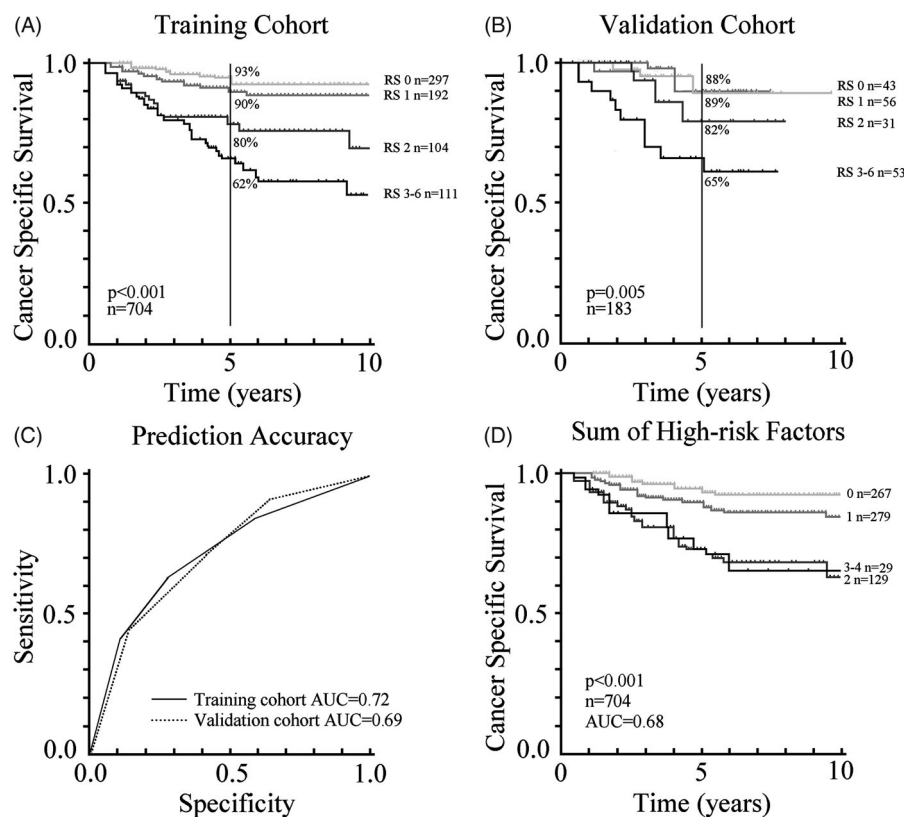 (A) Training Cohort
Cancer Specific Survival
1.0
0.5
0.0
93%
90%
80%
62%
RS 0 n=297
RS 1 n=192
RS 2 n=104
RS 3-6 n=111
p<0.001
n=704
0 5 10
Time (years)
(B) Validation Cohort
Cancer Specific Survival
1.0
0.5
0.0
88%
89%
82%
65%
RS 0 n=43
RS 1 n=56
RS 2 n=31
RS 3-6 n=53
p=0.005
n=183
0 5 10
Time (years)
(C) Prediction Accuracy
Sensitivity
1.0
0.5
0.0
Training cohort AUC=0.72
Validation cohort AUC=0.69
0.0 0.5 1.0
Specificity
(D) Sum of High-risk Factors
Cancer Specific Survival
1.0
0.5
0.0
0 n=267
1 n=279
3-4 n=29
2 n=129
p<0.001
n=704
AUC=0.68
0 5 10
Time (years)